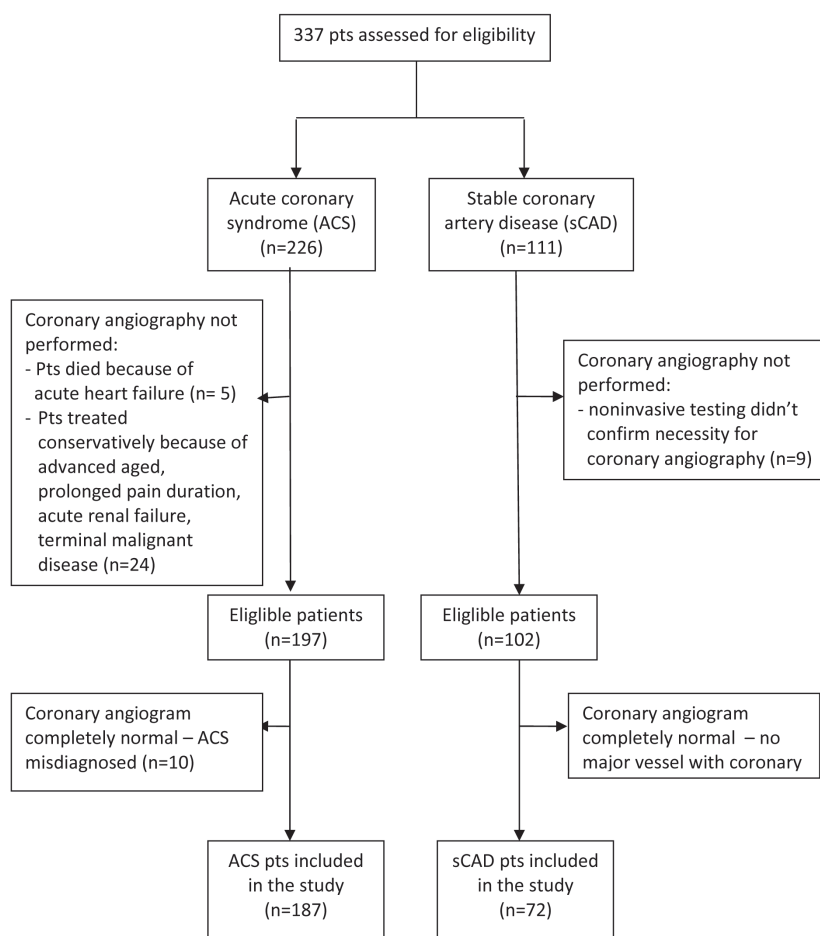 337 pts assessed for eligibility
Acute coronary
syndrome (ACS)
(n=226)
Stable coronary
artery disease (sCAD)
(n=111)
Coronary angiography not
performed:
- Pts died because of
acute heart failure (n= 5)
- Pts treated
conservatively because of
advanced aged,
prolonged pain duration,
acute renal failure,
terminal malignant
disease (n=24)
Coronary angiography not
performed:
- noninvasive testing didn’t
confirm necessity for
coronary angiography (n=9)
Eliglible patients
(n=197)
Eligible patients
(n=102)
Coronary angiogram
completely normal – ACS
misdiagnosed (n=10)
Coronary angiogram
completely normal – no
major vessel with coronary
ACS pts included
in the study
(n=187)
sCAD pts included
in the study
(n=72)